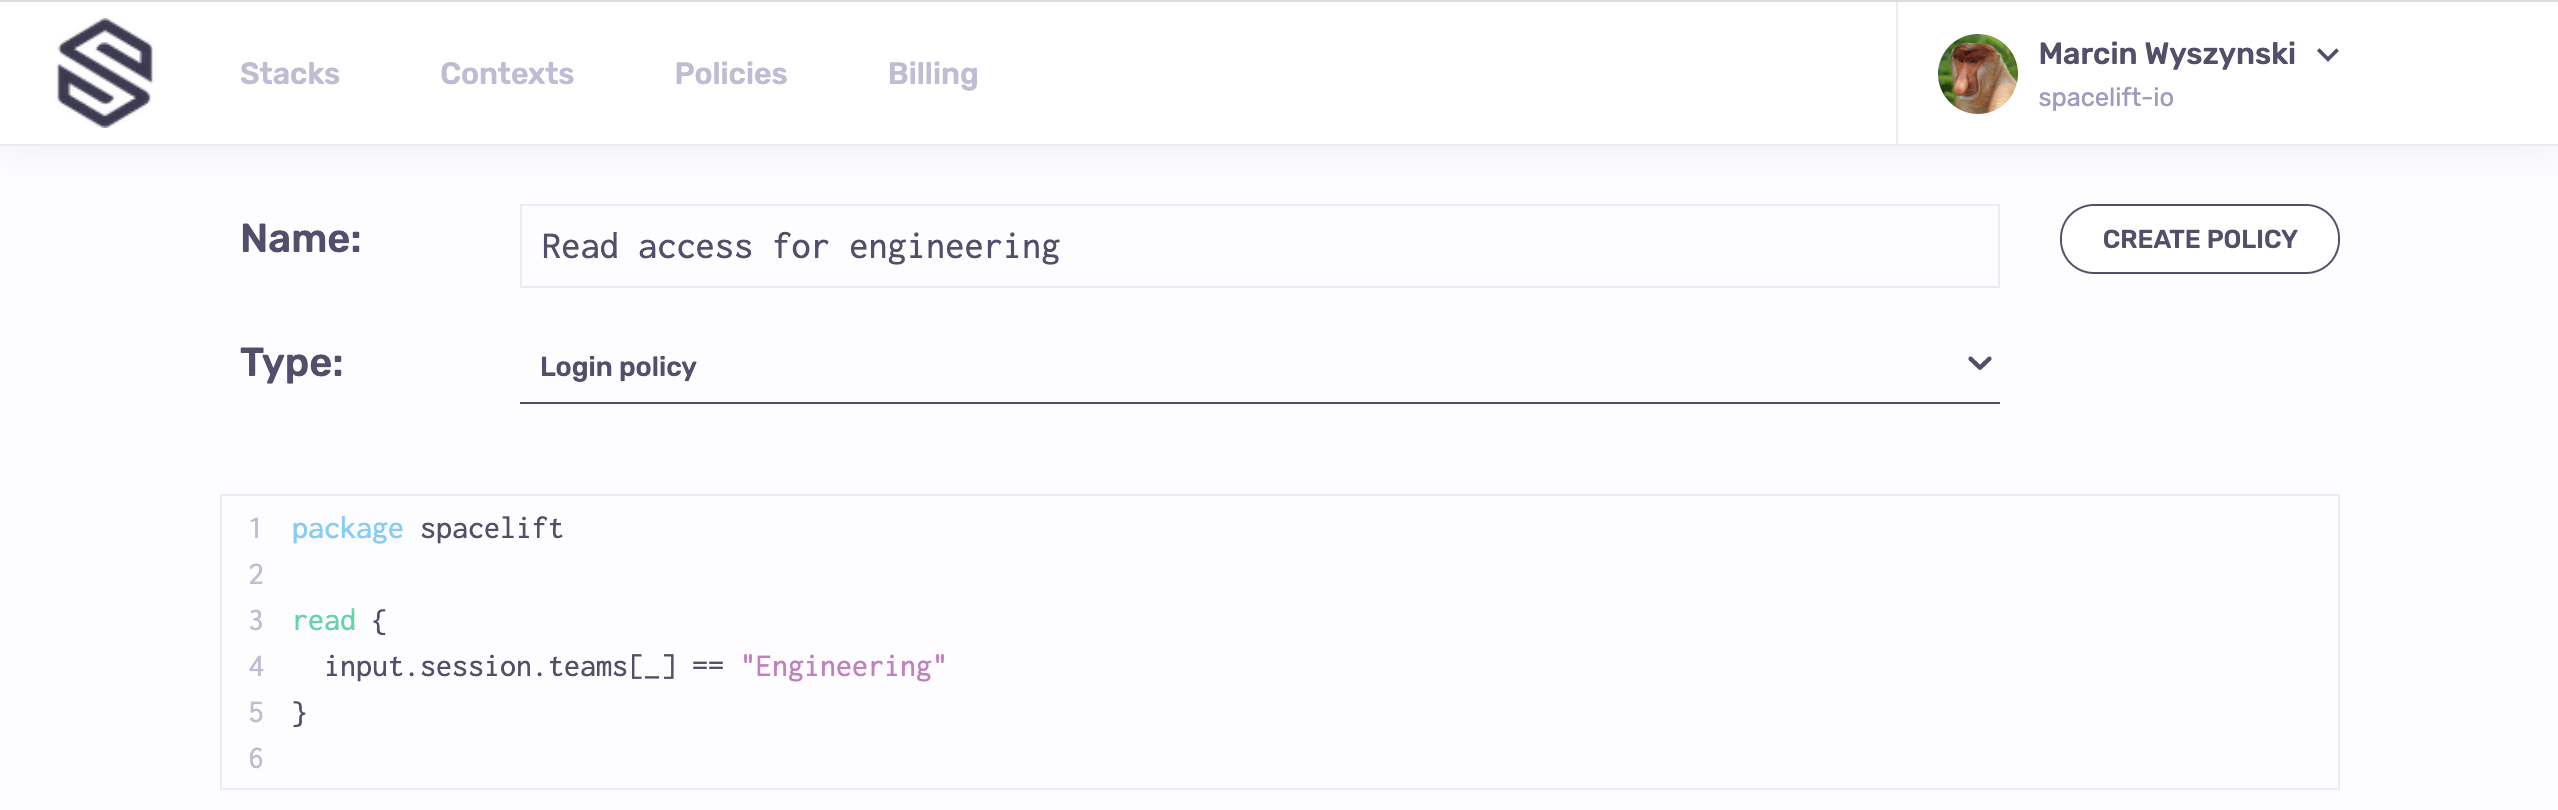 Stacks Contexts Policies Billing
Marcin Wyszynski
spacelift-io
Name: Read access for engineering CREATE POLICY
Type: Login policy
1 package spacelift
2
3 read {
4   input.session.teams[_] == "Engineering"
5 }
6